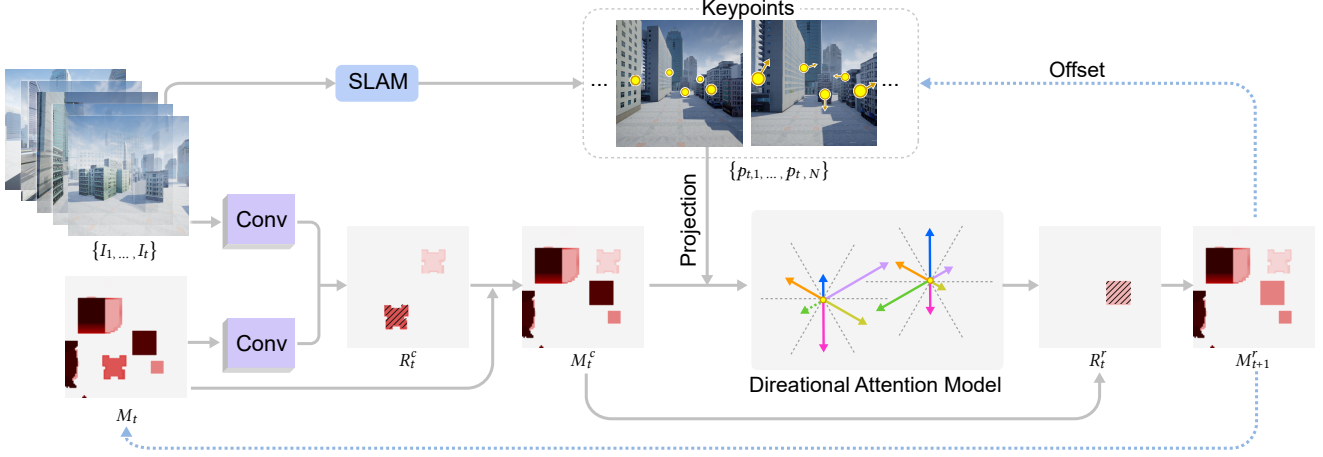 Keypoints
SLAM
Offset
...
...
{p_{t,1}, ... , p_{t,N}}
Projection
{I_1, ... , I_t}
Conv
Conv
R_t^c
M_t^c
Direational Attention Model
R_t^r
M_{t+1}^r
M_t